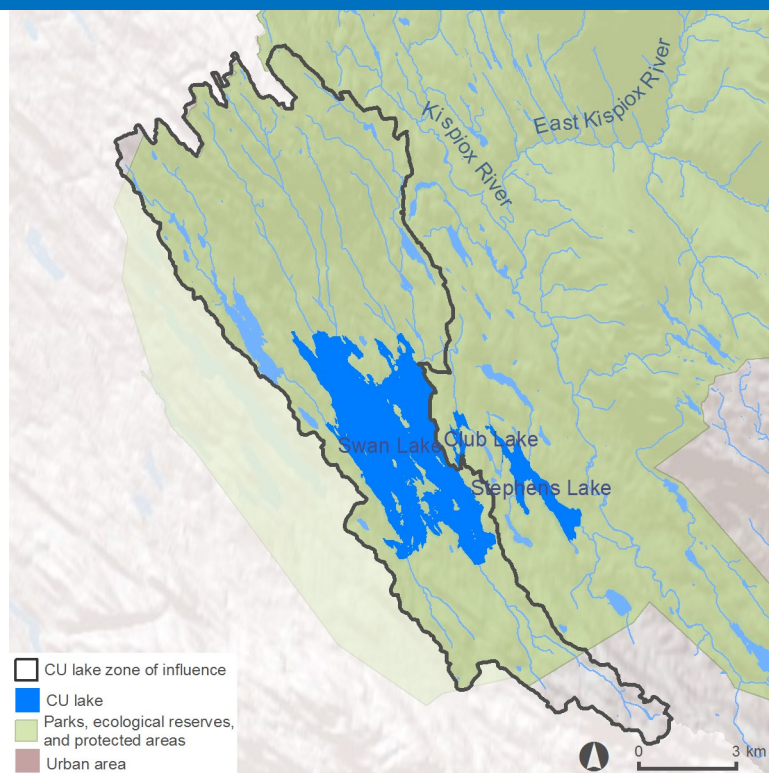 Kispiox River
East Kispiox River
Swan Lake
Club Lake
Stephens Lake
CU lake zone of influence
CU lake
Parks, ecological reserves,
and protected areas
Urban area
0 3 km